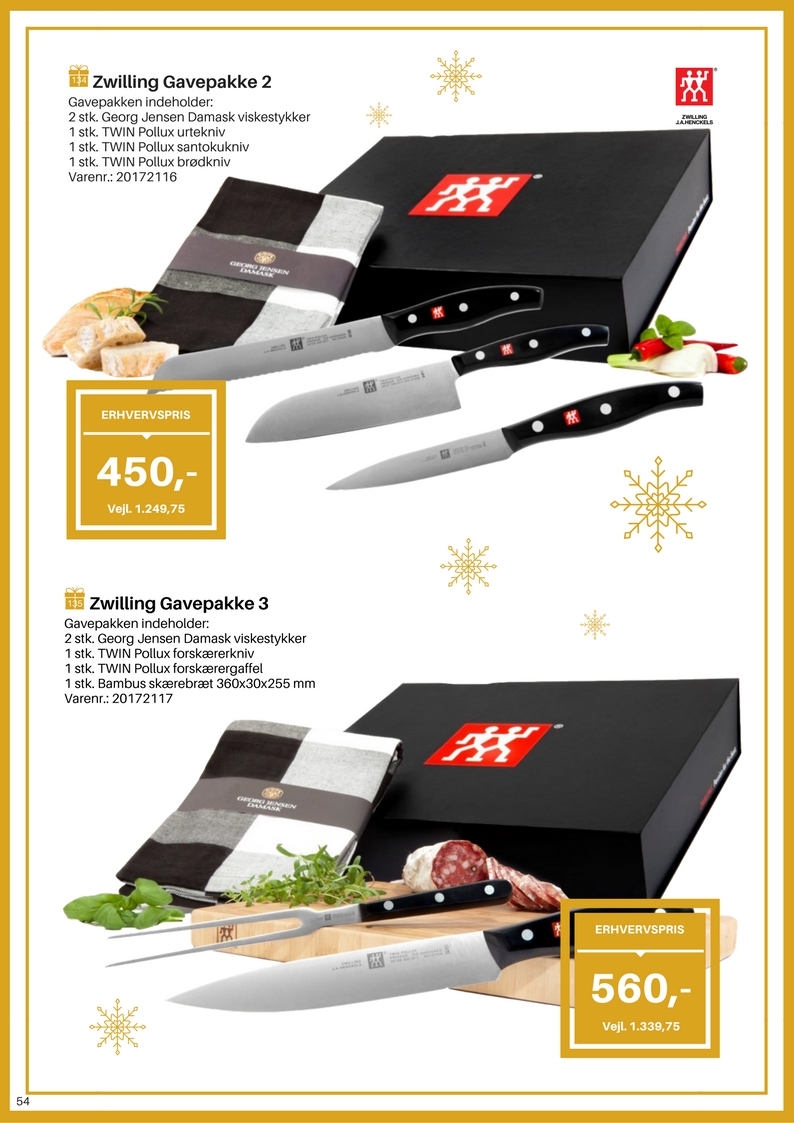 134 Zwilling Gavepakke 2
Gavepakken indeholder:
2 stk. Georg Jensen Damask viskestykker
1 stk. TWIN Pollux urtekniv
1 stk. TWIN Pollux santokukniv
1 stk. TWIN Pollux brødkniv
Varenr.: 20172116
ZWILLING
J.A.HENCKELS
GEORG JENSEN
DAMASK
ERHVERVSPRIS
450,-
Vejl. 1.249,75
135 Zwilling Gavepakke 3
Gavepakken indeholder:
2 stk. Georg Jensen Damask viskestykker
1 stk. TWIN Pollux forskærerkniv
1 stk. TWIN Pollux forskærergaffel
1 stk. Bambus skærebræt 360x30x255 mm
Varenr.: 20172117
GEORG JENSEN
DAMASK
ZWILLING
J.A.HENCKELS
ERHVERVSPRIS
560,-
Vejl. 1.339,75
54